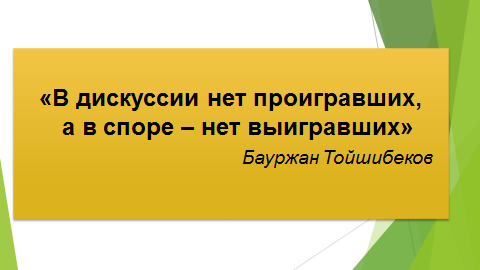 «В дискуссии нет проигравших,
а в споре – нет выигравших»
Бауржан Тойшибеков